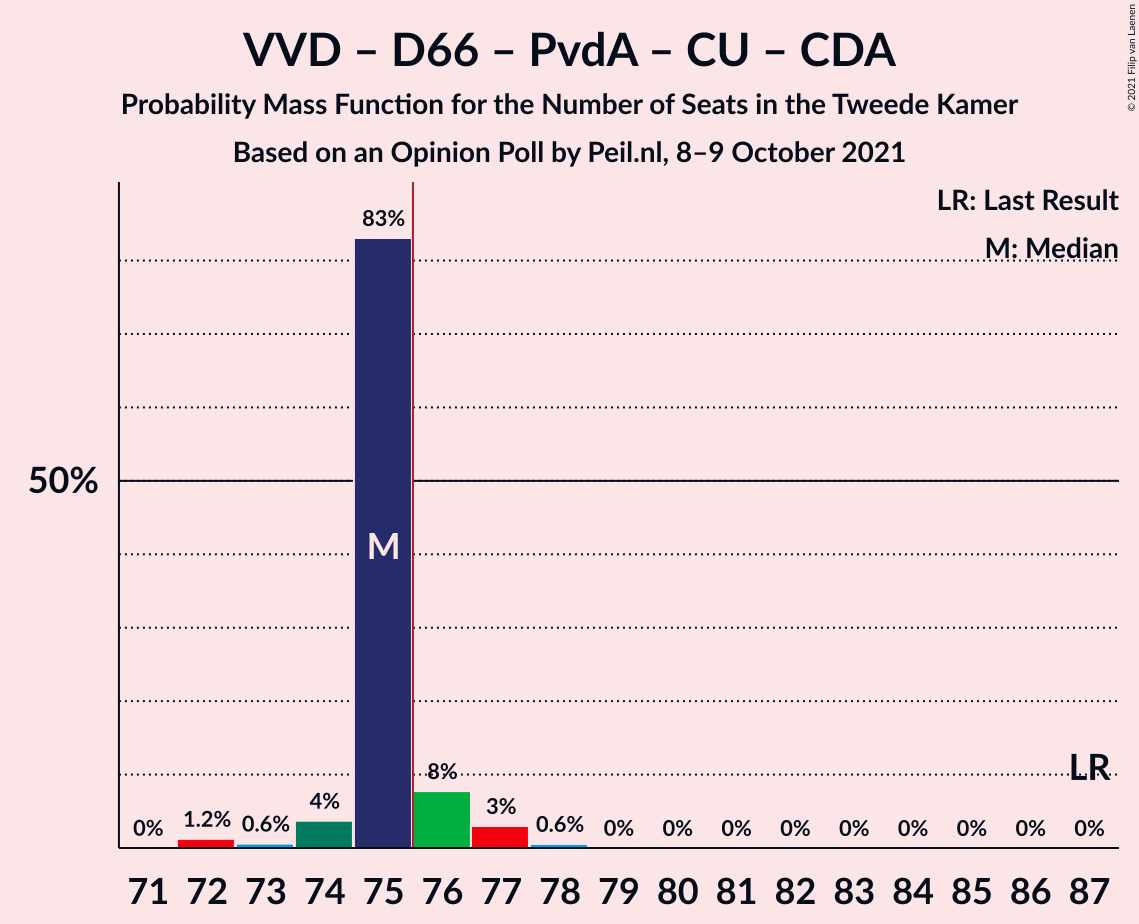 VVD – D66 – PvdA – CU – CDA
Probability Mass Function for the Number of Seats in the Tweede Kamer
Based on an Opinion Poll by Peil.nl, 8–9 October 2021
© 2021 Filip van Laenen
LR: Last Result
M: Median
50%
0%
1.2%
0.6%
4%
83%
8%
3%
0.6%
0%
0%
0%
0%
0%
0%
0%
0%
0%
M
LR
71 72 73 74 75 76 77 78 79 80 81 82 83 84 85 86 87